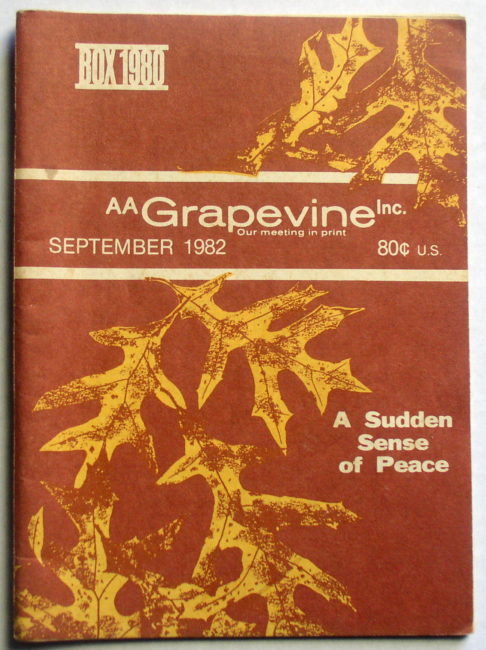 BOX 1980
AA Grapevine Inc.
Our meeting in print
SEPTEMBER 1982 80¢ U.S.
A Sudden
Sense
of Peace